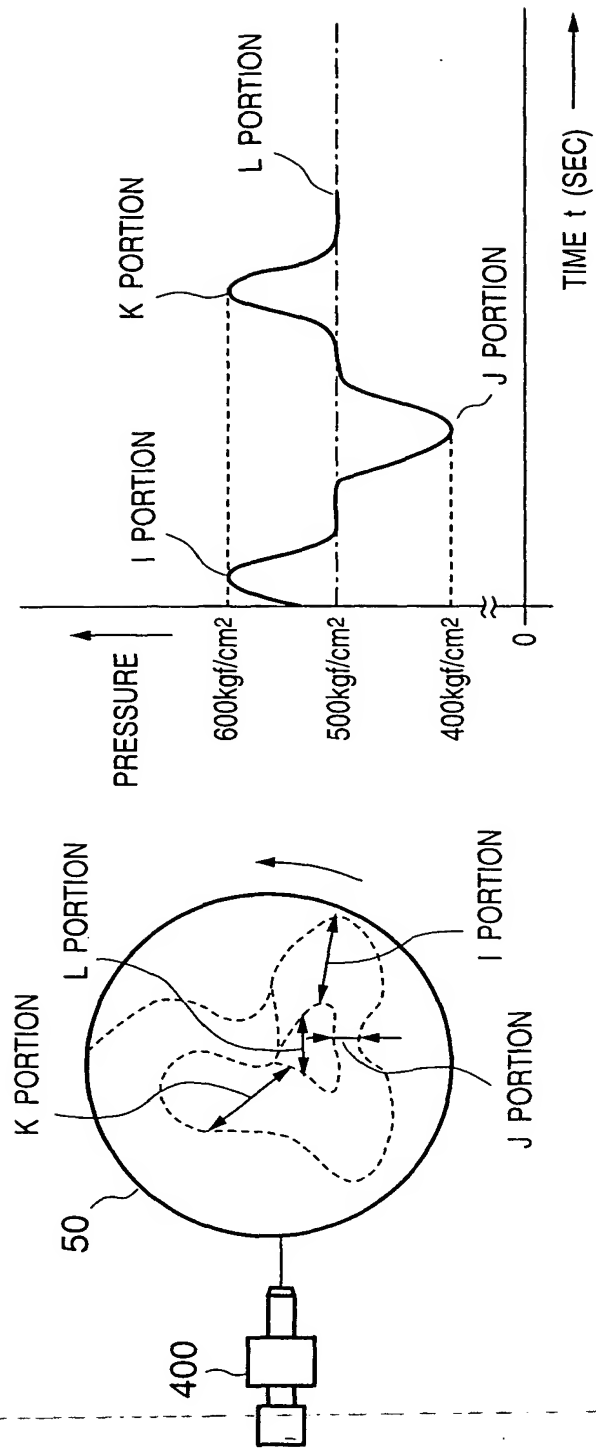 50
K PORTION
L PORTION
400
J PORTION
I PORTION
PRESSURE
600kgf/cm2
500kgf/cm2
400kgf/cm2
0
I PORTION
K PORTION
L PORTION
J PORTION
TIME t (SEC)